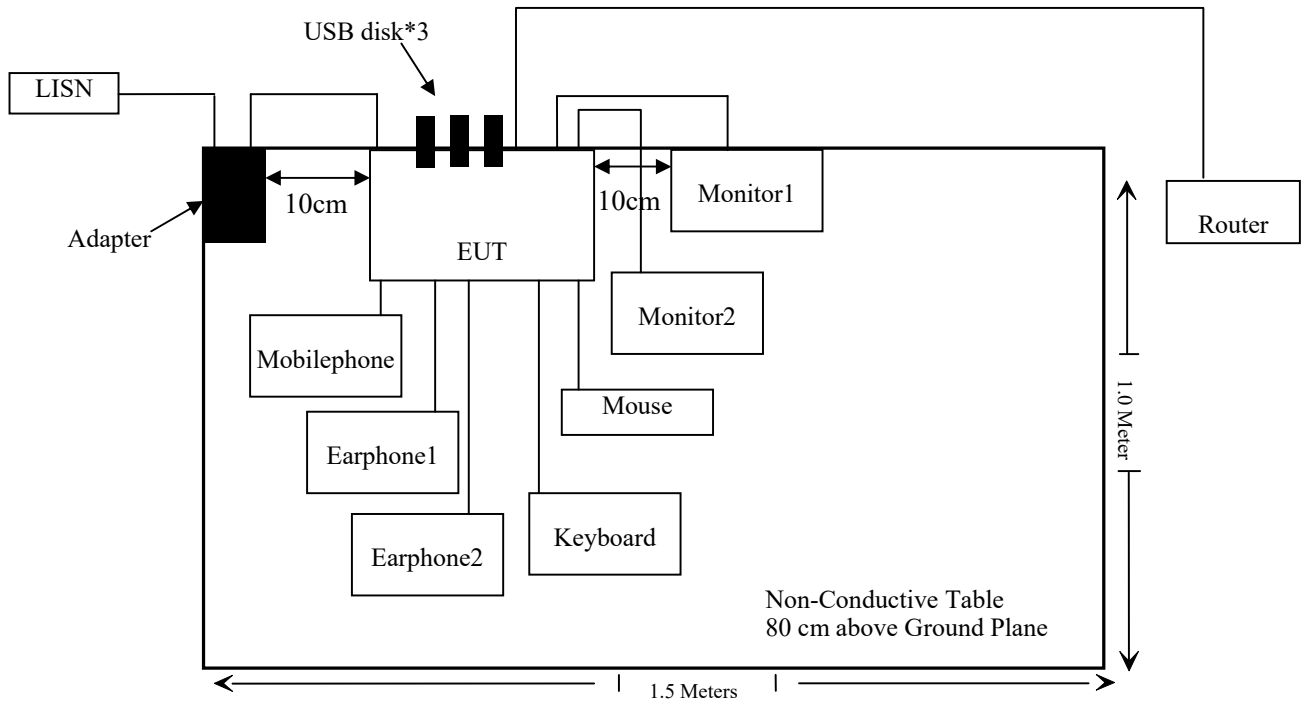 USB disk*3
LISN
10cm
10cm
Monitor1
Router
Adapter
EUT
Monitor2
Mobilephone
Mouse
1.0 Meter
Earphone1
Keyboard
Earphone2
Non-Conductive Table
80 cm above Ground Plane
1.5 Meters